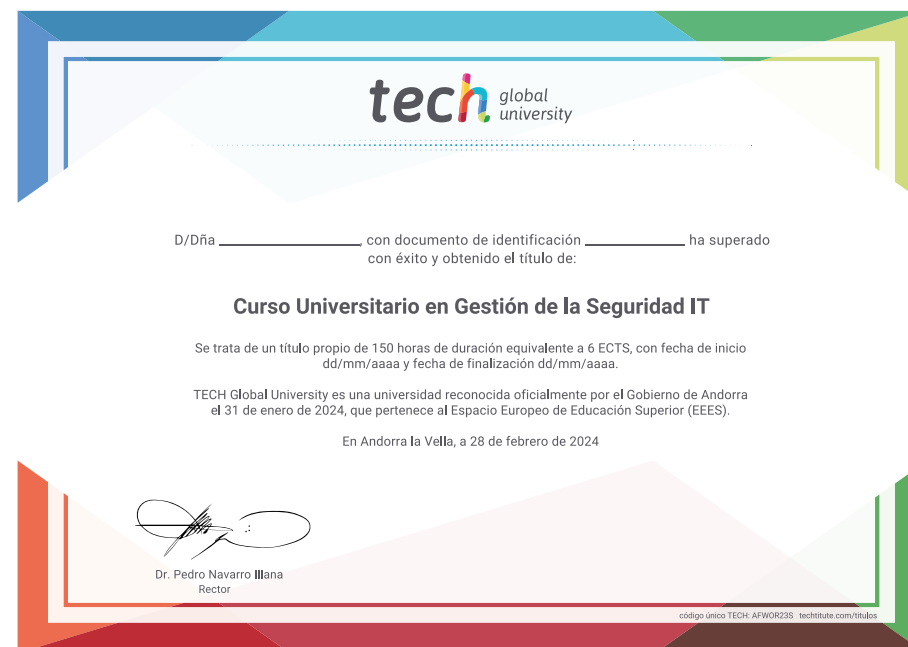 tech global university
D/Dña ____________________, con documento de identificación ______________ ha superado
con éxito y obtenido el título de:
Curso Universitario en Gestión de la Seguridad IT
Se trata de un título propio de 150 horas de duración equivalente a 6 ECTS, con fecha de inicio
dd/mm/aaaa y fecha de finalización dd/mm/aaaa.
TECH Global University es una universidad reconocida oficialmente por el Gobierno de Andorra
el 31 de enero de 2024, que pertenece al Espacio Europeo de Educación Superior (EEES).
En Andorra la Vella, a 28 de febrero de 2024
Dr. Pedro Navarro Illana
Rector
código único TECH: AFWOR23S techtitute.com/titulos